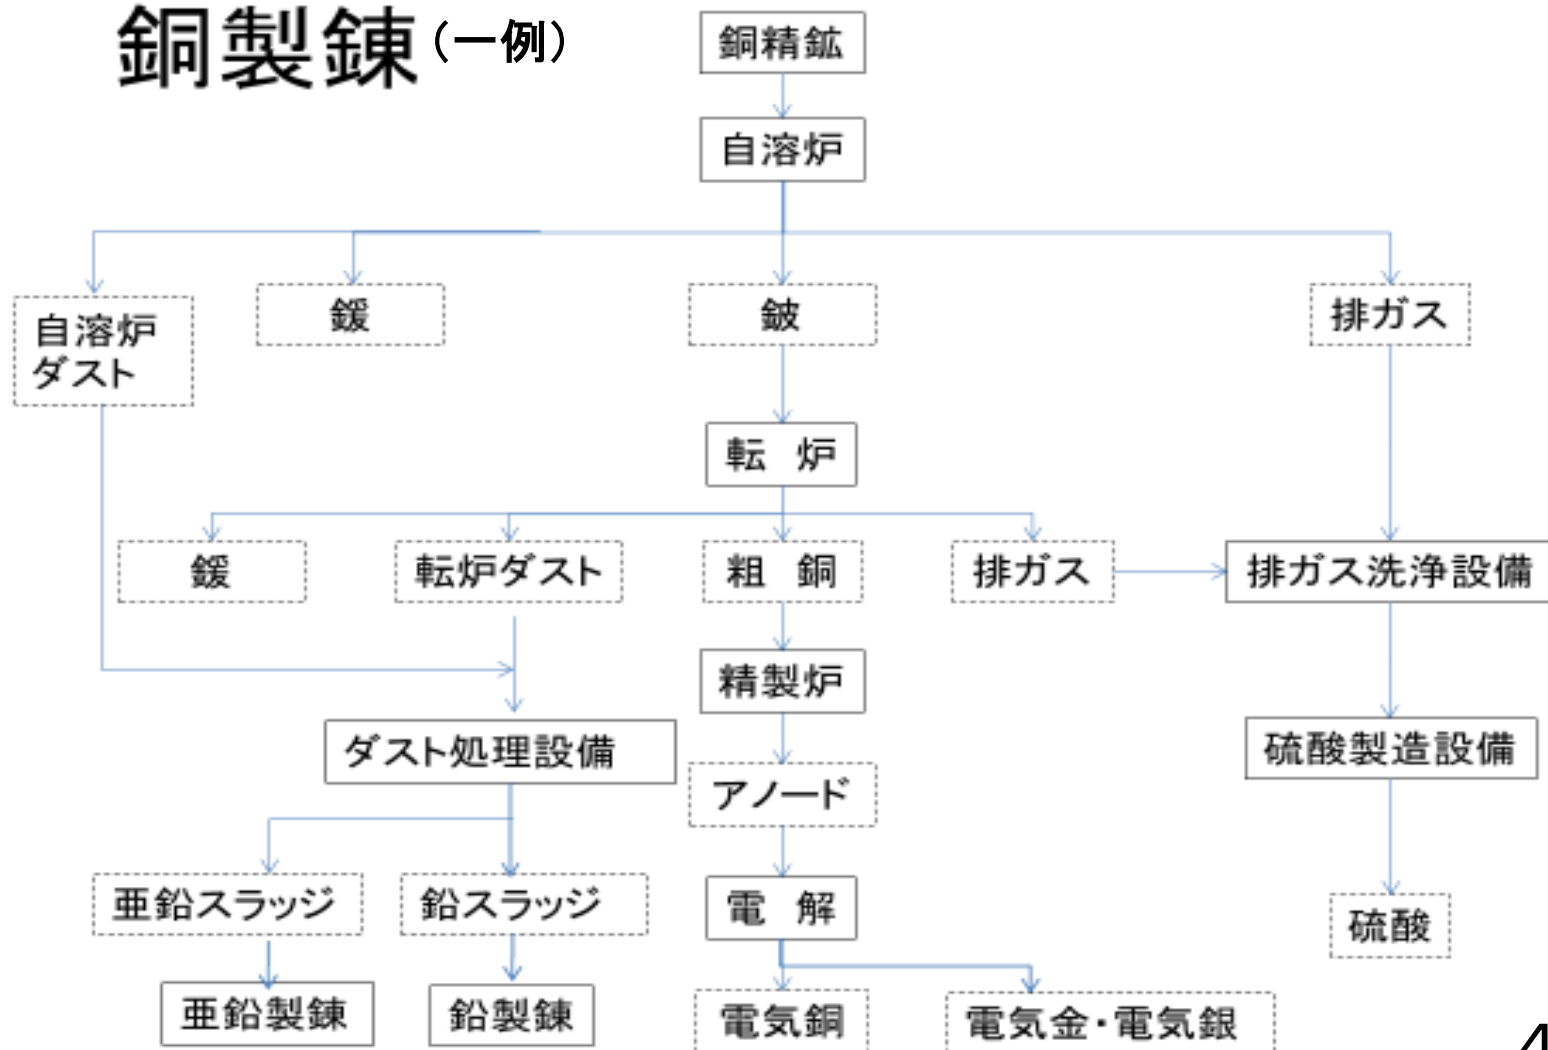 銅製錬(一例)
銅精鉱
自溶炉
自溶炉
ダスト
鍰
鈹
排ガス
転 炉
鍰
転炉ダスト
粗 銅
排ガス
排ガス洗浄設備
精製炉
ダスト処理設備
硫酸製造設備
アノード
亜鉛スラッジ
鉛スラッジ
電 解
硫酸
亜鉛製錬
鉛製錬
電気銅
電気金・電気銀
4